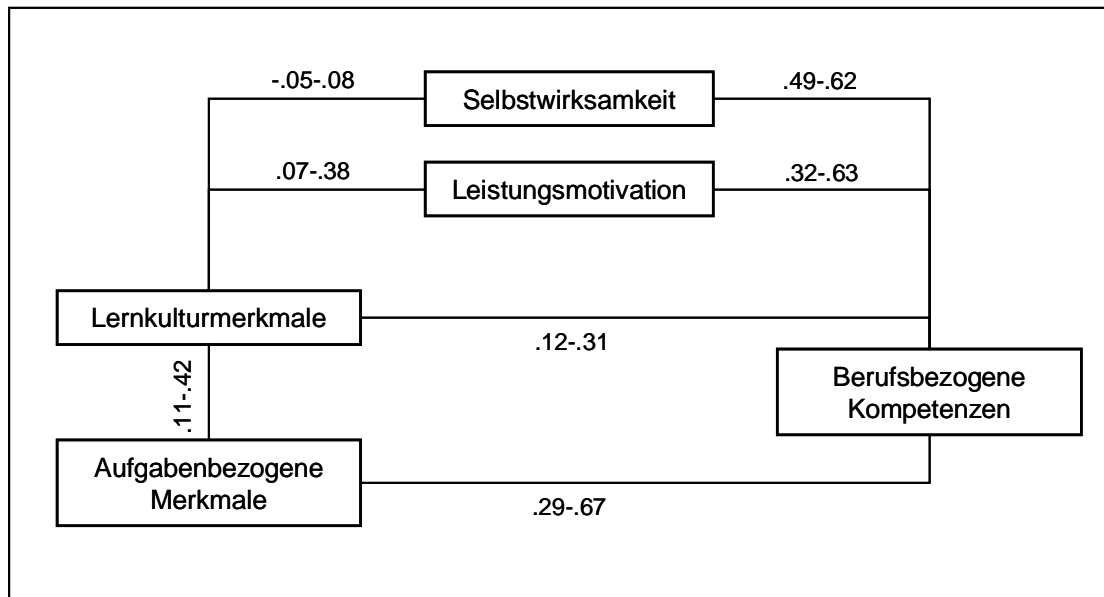 -.05-.08
Selbstwirksamkeit
.49-.62
.07-.38
Leistungsmotivation
.32-.63
Lernkulturmerkmale
.12-.31
Berufsbezogene
Kompetenzen
.11-.42
Aufgabenbezogene
Merkmale
.29-.67